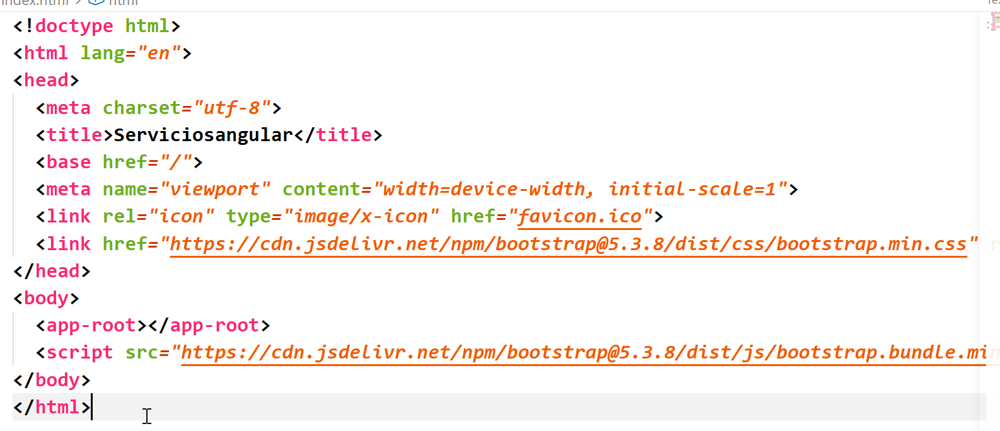 index.html > html
<!doctype html>
<html lang="en">
<head>
<meta charset="utf-8">
<title>Serviciosangular</title>
<base href="/">
<meta name="viewport" content="width=device-width, initial-scale=1">
<link rel="icon" type="image/x-icon" href="favicon.ico">
<link href="https://cdn.jsdelivr.net/npm/bootstrap@5.3.8/dist/css/bootstrap.min.css" r
</head>
<body>
<app-root></app-root>
<script src="https://cdn.jsdelivr.net/npm/bootstrap@5.3.8/dist/js/bootstrap.bundle.min
</body>
</html>